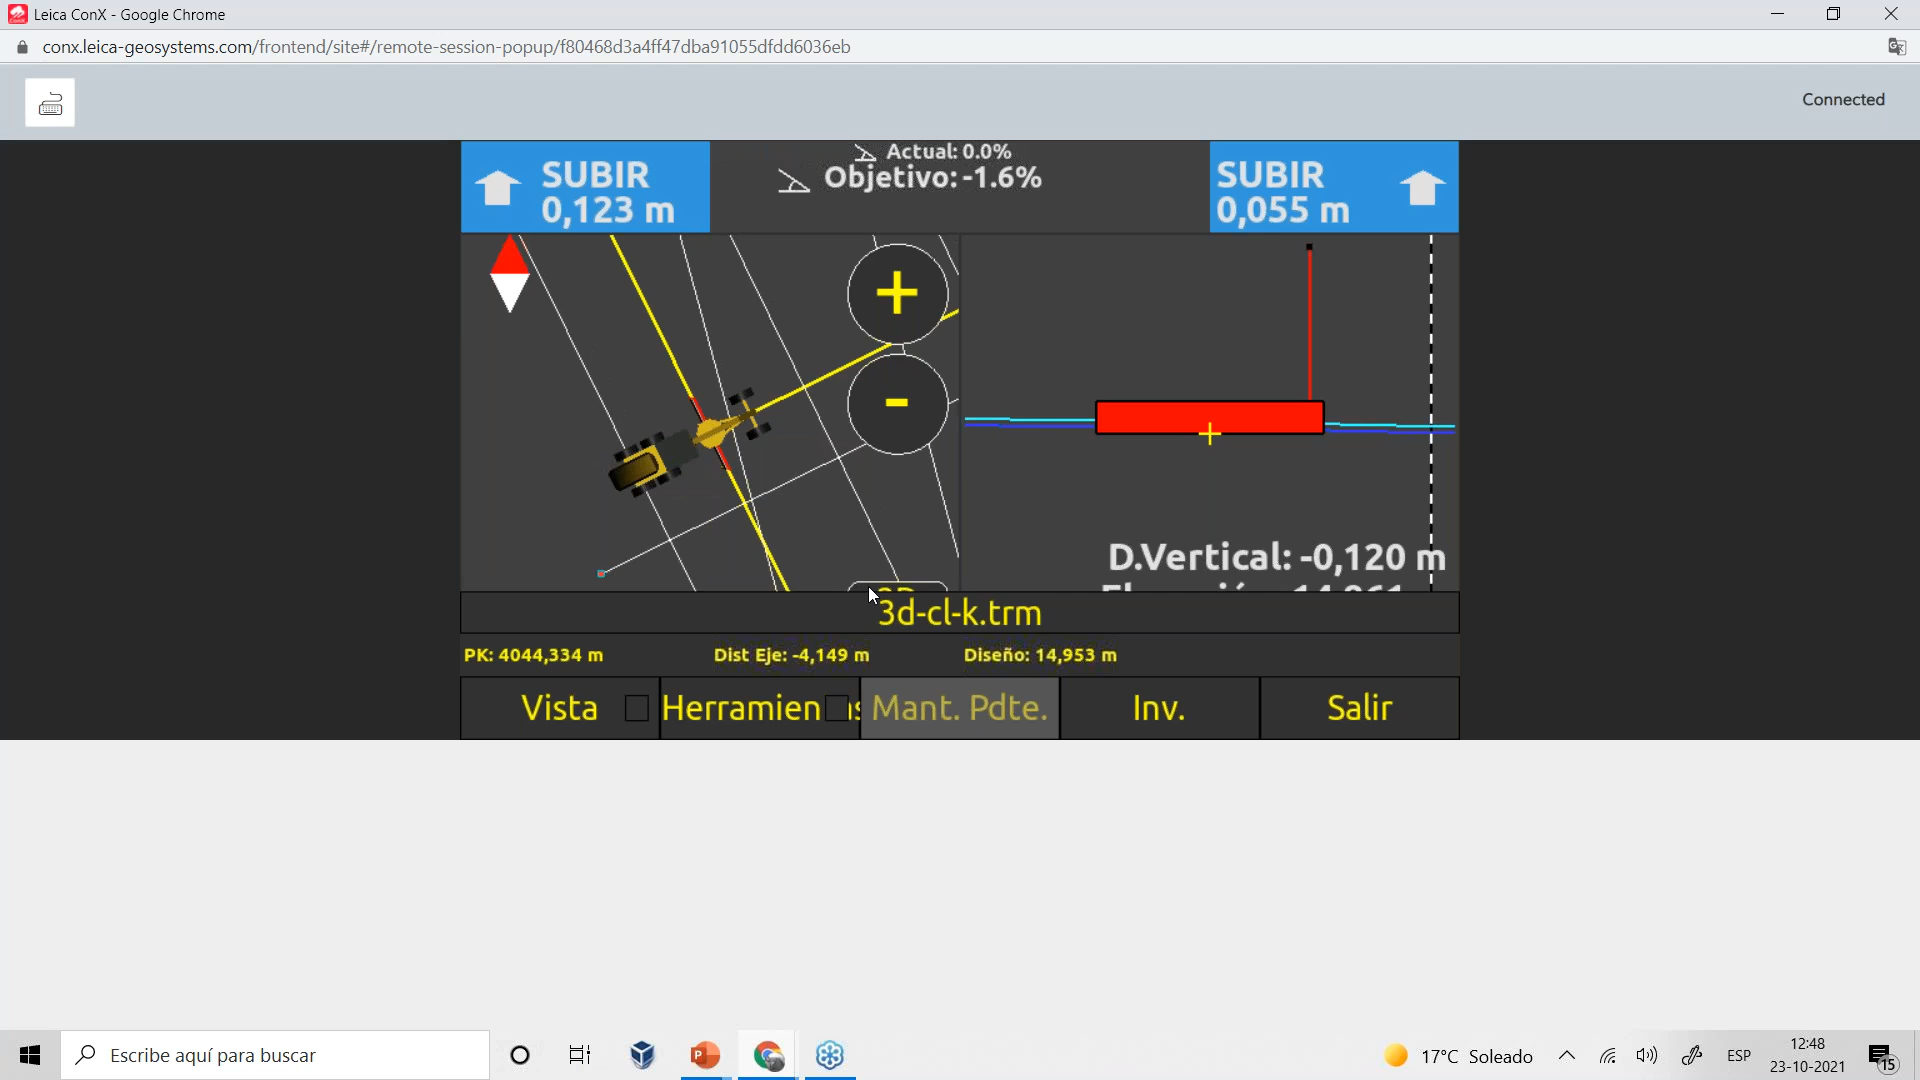 Leica ConX - Google Chrome
conx.leica-geosystems.com/frontend/site#/remote-session-popup/f80468d3a4ff47dba91055dfdd6036eb
Connected
SUBIR
0,123 m
Actual: 0.0%
Objetivo: -1.6%
SUBIR
0,055 m
+
-
D.Vertical: -0,120 m
3d-cl-k.trm
PK: 4044,334 m
Dist Eje: -4,149 m
Diseño: 14,953 m
Vista
Herramien as
Mant. Pdte.
Inv.
Salir
Escribe aquí para buscar
17°C Soleado
ESP
12:48
23-10-2021
15